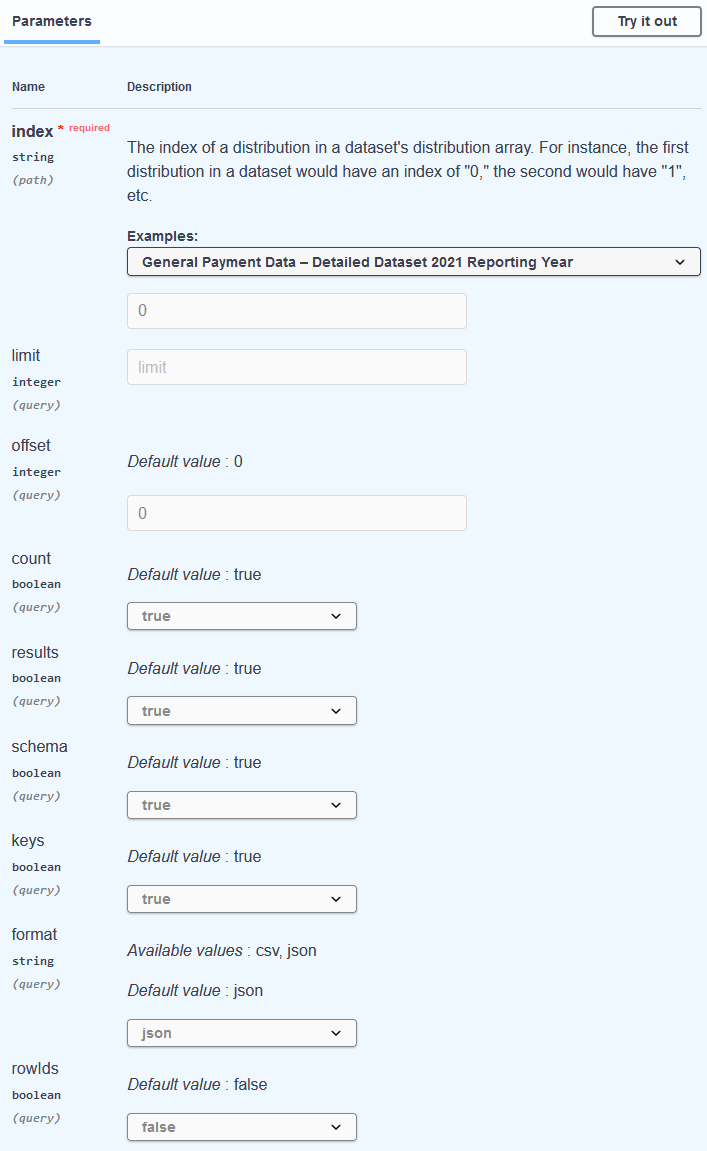 Parameters
Try it out
Name
Description
index * required
string
(path)
The index of a distribution in a dataset's distribution array. For instance, the first
distribution in a dataset would have an index of "0," the second would have "1",
etc.
Examples:
General Payment Data – Detailed Dataset 2021 Reporting Year
0
limit
integer
(query)
limit
offset
integer
(query)
Default value : 0
0
count
boolean
(query)
Default value : true
true
results
boolean
(query)
Default value : true
true
schema
boolean
(query)
Default value : true
true
keys
boolean
(query)
Default value : true
true
format
string
(query)
Available values : csv, json
Default value : json
json
rowIds
boolean
(query)
Default value : false
false